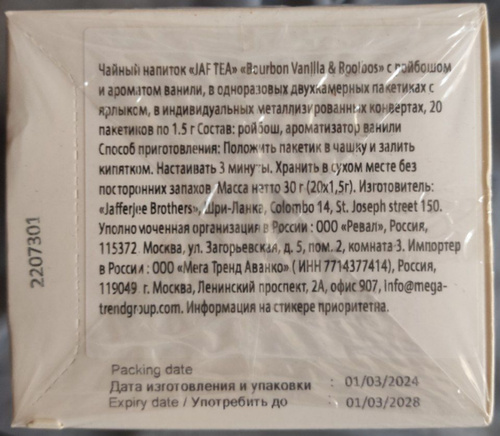 Чайный напиток «JAF TEA» «Bourbon Vanilla & Rooibos» с ройбошом
и ароматом ванили, в одноразовых двухкамерных пакетиках с
ярлыком, в индивидуальных металлизированных конвертах, 20
пакетиков по 1.5 г Состав: ройбош, ароматизатор ванили
Способ приготовления: Положить пакетик в чашку и залить
кипятком. Настаивать 3 минуты. Хранить в сухом месте без
посторонних запахов. Масса нетто 30 г (20х1,5г). Изготовитель:
«Jafferjee Brothers», Шри-Ланка, Colombo 14, St. Joseph street 150.
Уполномоченная организация в России : ООО «Ревал», Россия,
115372 Москва, ул. Загорьевская, д. 5, пом. 2, комната 3. Импортер
в России : ООО «Мега Тренд Аванко» ( ИНН 7714377414), Россия,
119049 г. Москва, Ленинский проспект, 2А, офис 907, Info@mega-
trendgroup.com. Информация на стикере приоритетна.
2207301
Packing date
Дата изготовления и упаковки : 01/03/2024
Expiry date / Употребить до : 01/03/2028